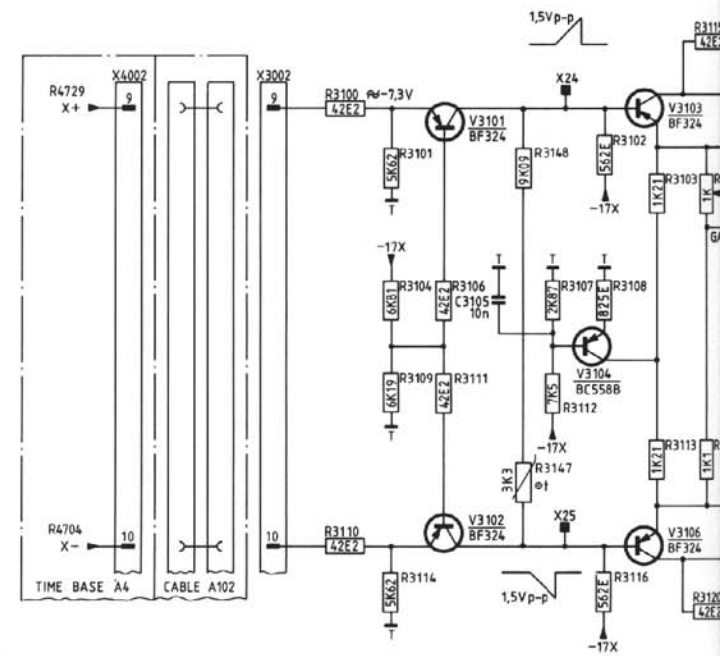 1,5Vp-p
R3115
42E2
X4002
X3002
R4729
X+
9
9
R3100
≈-7,3V
42E2
X24
V3101
BF324
V3103
BF324
R3101
5K62
T
R3148
9K09
R3102
562E
-17X
R3103
1K21
1K
-17X
R3104
6K81
R3106
42E2
C3105
10n
T
T
T
R3107
2K87
R3108
825E
V3104
BC558B
R3109
6K19
T
R3111
42E2
7K5
R3112
-17X
R3113
1K21
1K1
R3147
3K3
R4704
X-
10
10
R3110
42E2
V3102
BF324
X25
V3106
BF324
R3114
5K62
T
1,5Vp-p
R3116
562E
-17X
R3120
42E2
TIME BASE A4
CABLE A102